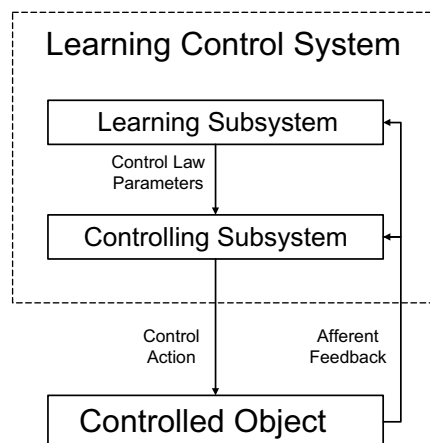 Learning Control System
Learning Subsystem
Control Law
Parameters
Controlling Subsystem
Control
Action
Afferent
Feedback
Controlled Object